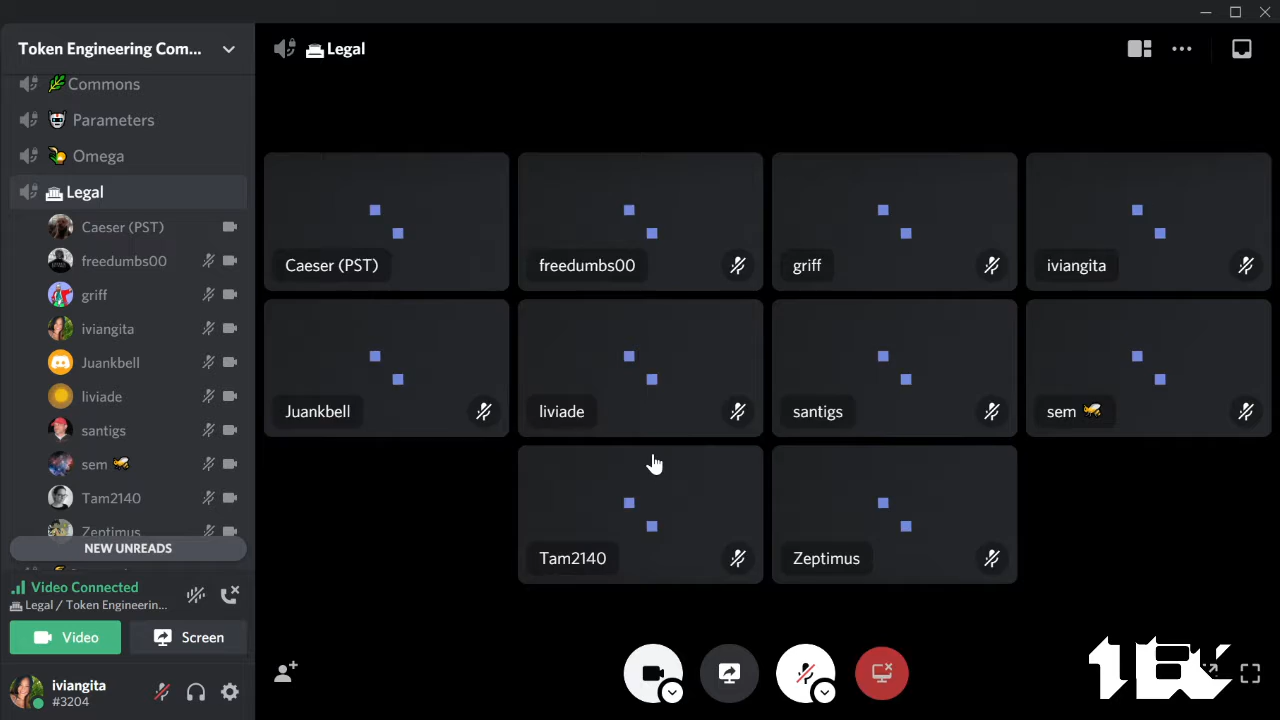 Token Engineering Com...
Commons
Parameters
Omega
Legal
Caeser (PST)
freedumbs00
griff
iviangita
Juankbell
liviade
santigs
sem
Tam2140
Zeptimus
NEW UNREADS
Video Connected
Legal / Token Engineerin...
Video
Screen
iviangita
#3204
Legal
Caeser (PST)
freedumbs00
griff
iviangita
Juankbell
liviade
santigs
sem
Tam2140
Zeptimus